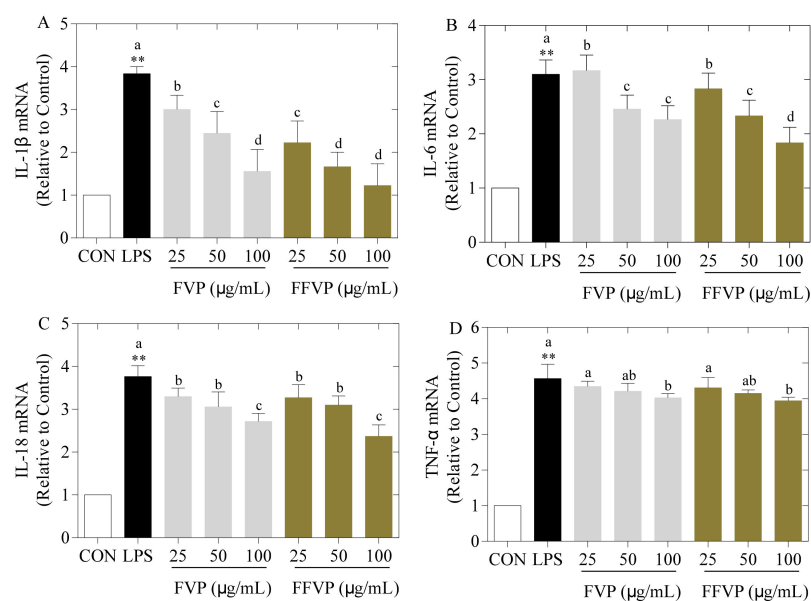 A
IL-1β mRNA
(Relative to Control)
5
4
3
2
1
0
a
**
b
c
d
c
d
d
CON LPS 25 50 100 25 50 100
FVP (μg/mL) FFVP (μg/mL)
B
IL-6 mRNA
(Relative to Control)
4
3
2
1
0
a
**
b
c
c
b
c
d
CON LPS 25 50 100 25 50 100
FVP (μg/mL) FFVP (μg/mL)
C
IL-18 mRNA
(Relative to Control)
5
4
3
2
1
0
a
**
b
b
c
b
b
c
CON LPS 25 50 100 25 50 100
FVP (μg/mL) FFVP (μg/mL)
D
TNF-α mRNA
(Relative to Control)
6
5
4
3
2
1
0
a
**
a
ab
b
a
ab
b
CON LPS 25 50 100 25 50 100
FVP (μg/mL) FFVP (μg/mL)